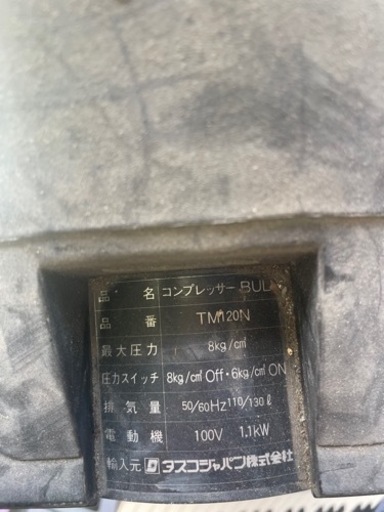 品名 コンプレッサー BULL
品番 TM120N
最大圧力 8kg/c㎡
圧力スイッチ 8kg/c㎡ Off・6kg/c㎡ ON
排気量 50/60Hz 110/130ℓ
電動機 100V 1.1kW
輸入元 タスコジャパン株式会社